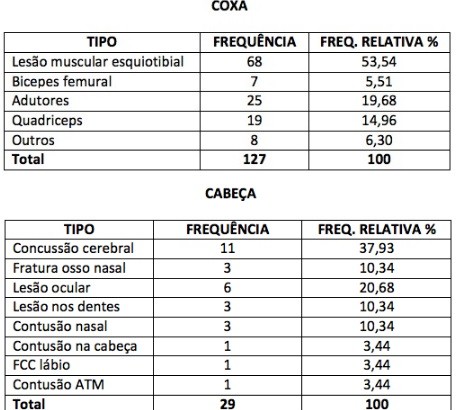 COXA
TIPO FREQUÊNCIA FREQ. RELATIVA %
Lesão muscular esquiotibial 68 53,54
Bicepes femural 7 5,51
Adutores 25 19,68
Quadriceps 19 14,96
Outros 8 6,30
Total 127 100
CABEÇA
TIPO FREQUÊNCIA FREQ. RELATIVA %
Concussão cerebral 11 37,93
Fratura osso nasal 3 10,34
Lesão ocular 6 20,68
Lesão nos dentes 3 10,34
Contusão nasal 3 10,34
Contusão na cabeça 1 3,44
FCC lábio 1 3,44
Contusão ATM 1 3,44
Total 29 100